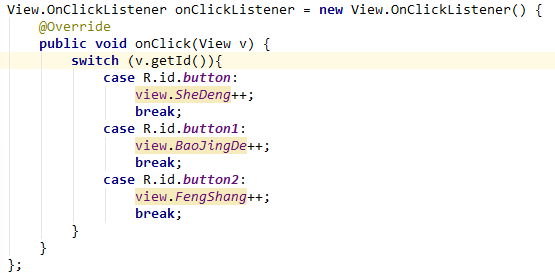 View.OnClickListener onClickListener = new View.OnClickListener() {
    @Override
    public void onClick(View v) {
        switch (v.getId()){
            case R.id.button:
                view.SheDeng++;
                break;
            case R.id.button1:
                view.BaoJingDe++;
                break;
            case R.id.button2:
                view.FengShang++;
                break;
        }
    }
};